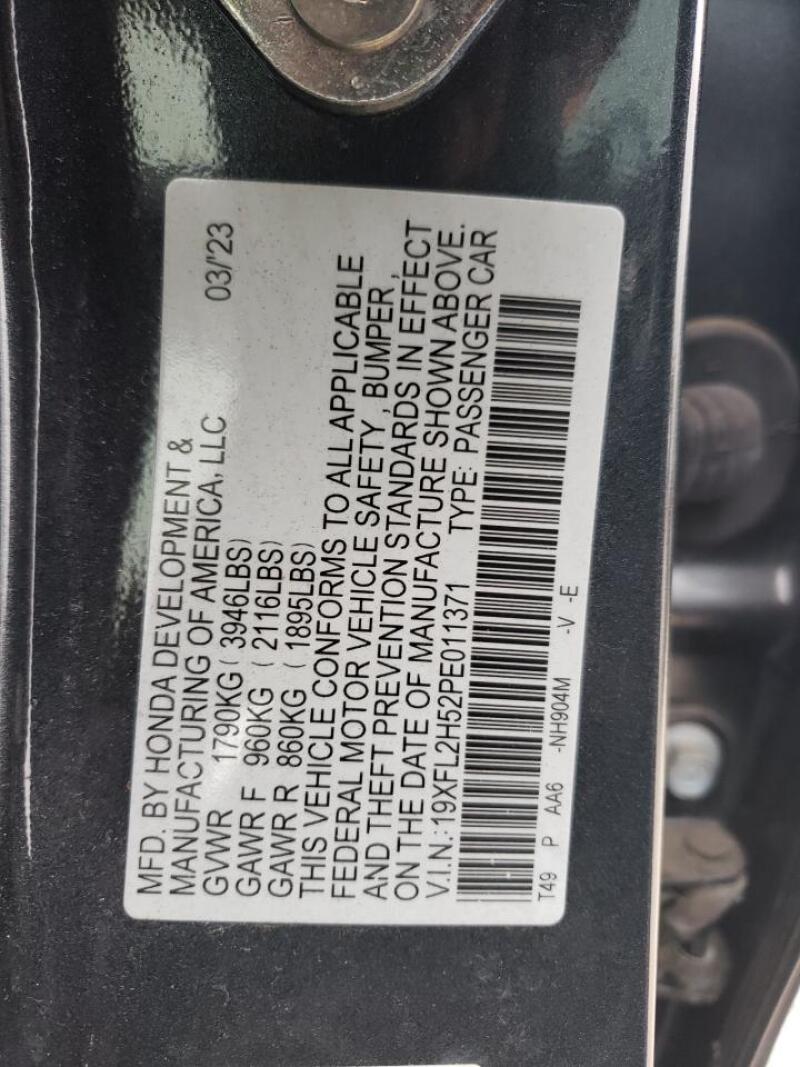 MFD. BY HONDA DEVELOPMENT &
MANUFACTURING OF AMERICA, LLC 03/'23
GVWR 1790KG ( 3946LBS)
GAWR F 960KG ( 2116LBS)
GAWR R 860KG ( 1895LBS)
THIS VEHICLE CONFORMS TO ALL APPLICABLE
FEDERAL MOTOR VEHICLE SAFETY , BUMPER,
AND THEFT PREVENTION STANDARDS IN EFFECT
ON THE DATE OF MANUFACTURE SHOWN ABOVE.
V.I.N.:19XFL2H52PE011371 TYPE: PASSENGER CAR
T49 P AA6 -NH904M -V -E